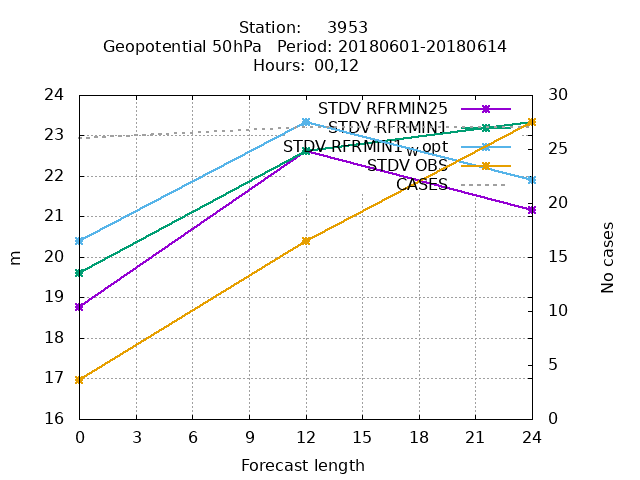 Station:     3953
Geopotential 50hPa   Period: 20180601-20180614
Hours:  00,12
STDV RFRMIN25
STDV RFRMIN1
STDV RFRMIN1_w opt
STDV OBS
CASES
24
23
22
21
20
19
18
17
16
m
30
25
20
15
10
5
0
No cases
0 3 6 9 12 15 18 21 24
Forecast length